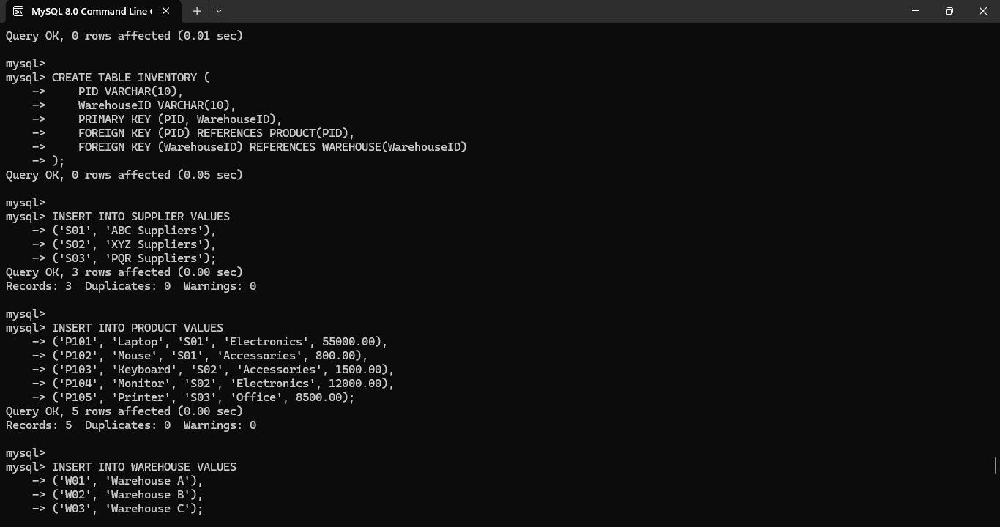 MySQL 8.0 Command Line
Query OK, 0 rows affected (0.01 sec)
mysql>
mysql> CREATE TABLE INVENTORY (
    ->     PID VARCHAR(10),
    ->     WarehouseID VARCHAR(10),
    ->     PRIMARY KEY (PID, WarehouseID),
    ->     FOREIGN KEY (PID) REFERENCES PRODUCT(PID),
    ->     FOREIGN KEY (WarehouseID) REFERENCES WAREHOUSE(WarehouseID)
    -> );
Query OK, 0 rows affected (0.05 sec)
mysql>
mysql> INSERT INTO SUPPLIER VALUES
    -> ('S01', 'ABC Suppliers'),
    -> ('S02', 'XYZ Suppliers'),
    -> ('S03', 'PQR Suppliers');
Query OK, 3 rows affected (0.00 sec)
Records: 3  Duplicates: 0  Warnings: 0
mysql>
mysql> INSERT INTO PRODUCT VALUES
    -> ('P101', 'Laptop', 'S01', 'Electronics', 55000.00),
    -> ('P102', 'Mouse', 'S01', 'Accessories', 800.00),
    -> ('P103', 'Keyboard', 'S02', 'Accessories', 1500.00),
    -> ('P104', 'Monitor', 'S02', 'Electronics', 12000.00),
    -> ('P105', 'Printer', 'S03', 'Office', 8500.00);
Query OK, 5 rows affected (0.00 sec)
Records: 5  Duplicates: 0  Warnings: 0
mysql>
mysql> INSERT INTO WAREHOUSE VALUES
    -> ('W01', 'Warehouse A'),
    -> ('W02', 'Warehouse B'),
    -> ('W03', 'Warehouse C');